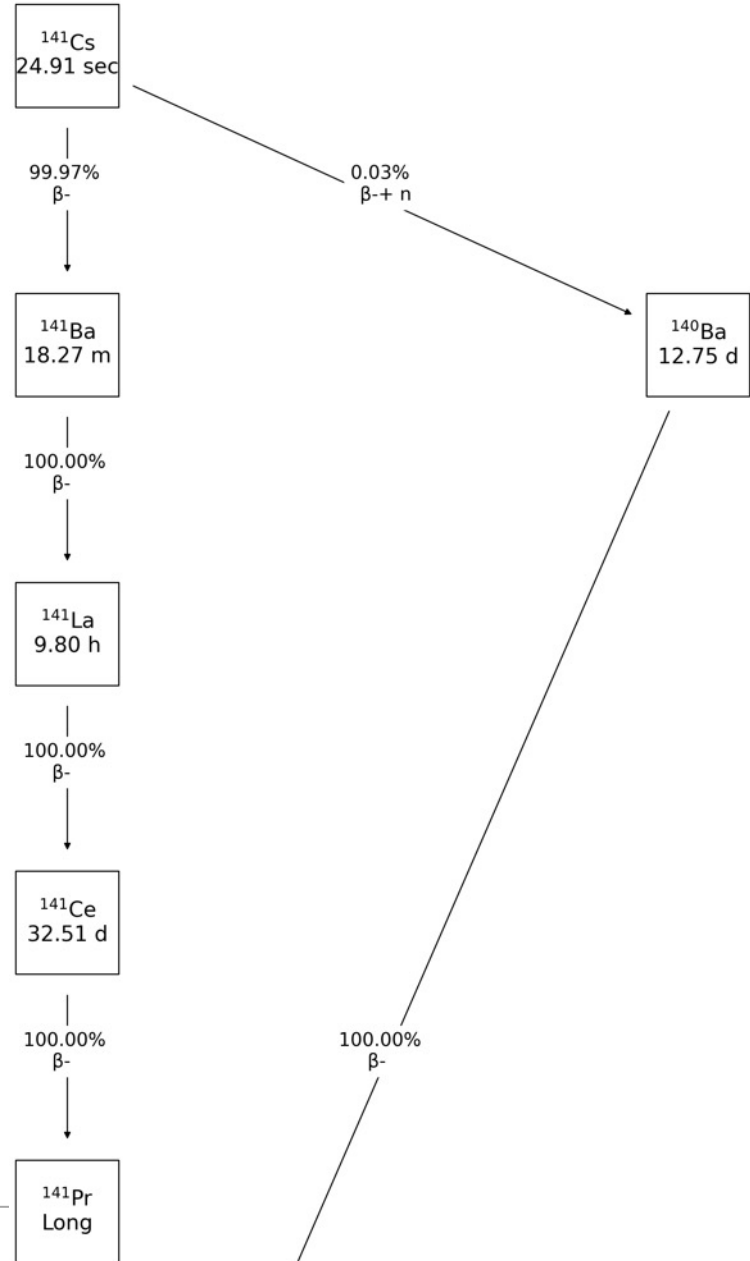 ¹⁴¹Cs
24.91 sec
99.97%
β-
0.03%
β-+ n
¹⁴¹Ba
18.27 m
¹⁴⁰Ba
12.75 d
100.00%
β-
¹⁴¹La
9.80 h
100.00%
β-
¹⁴¹Ce
32.51 d
100.00%
β-
100.00%
β-
¹⁴¹Pr
Long